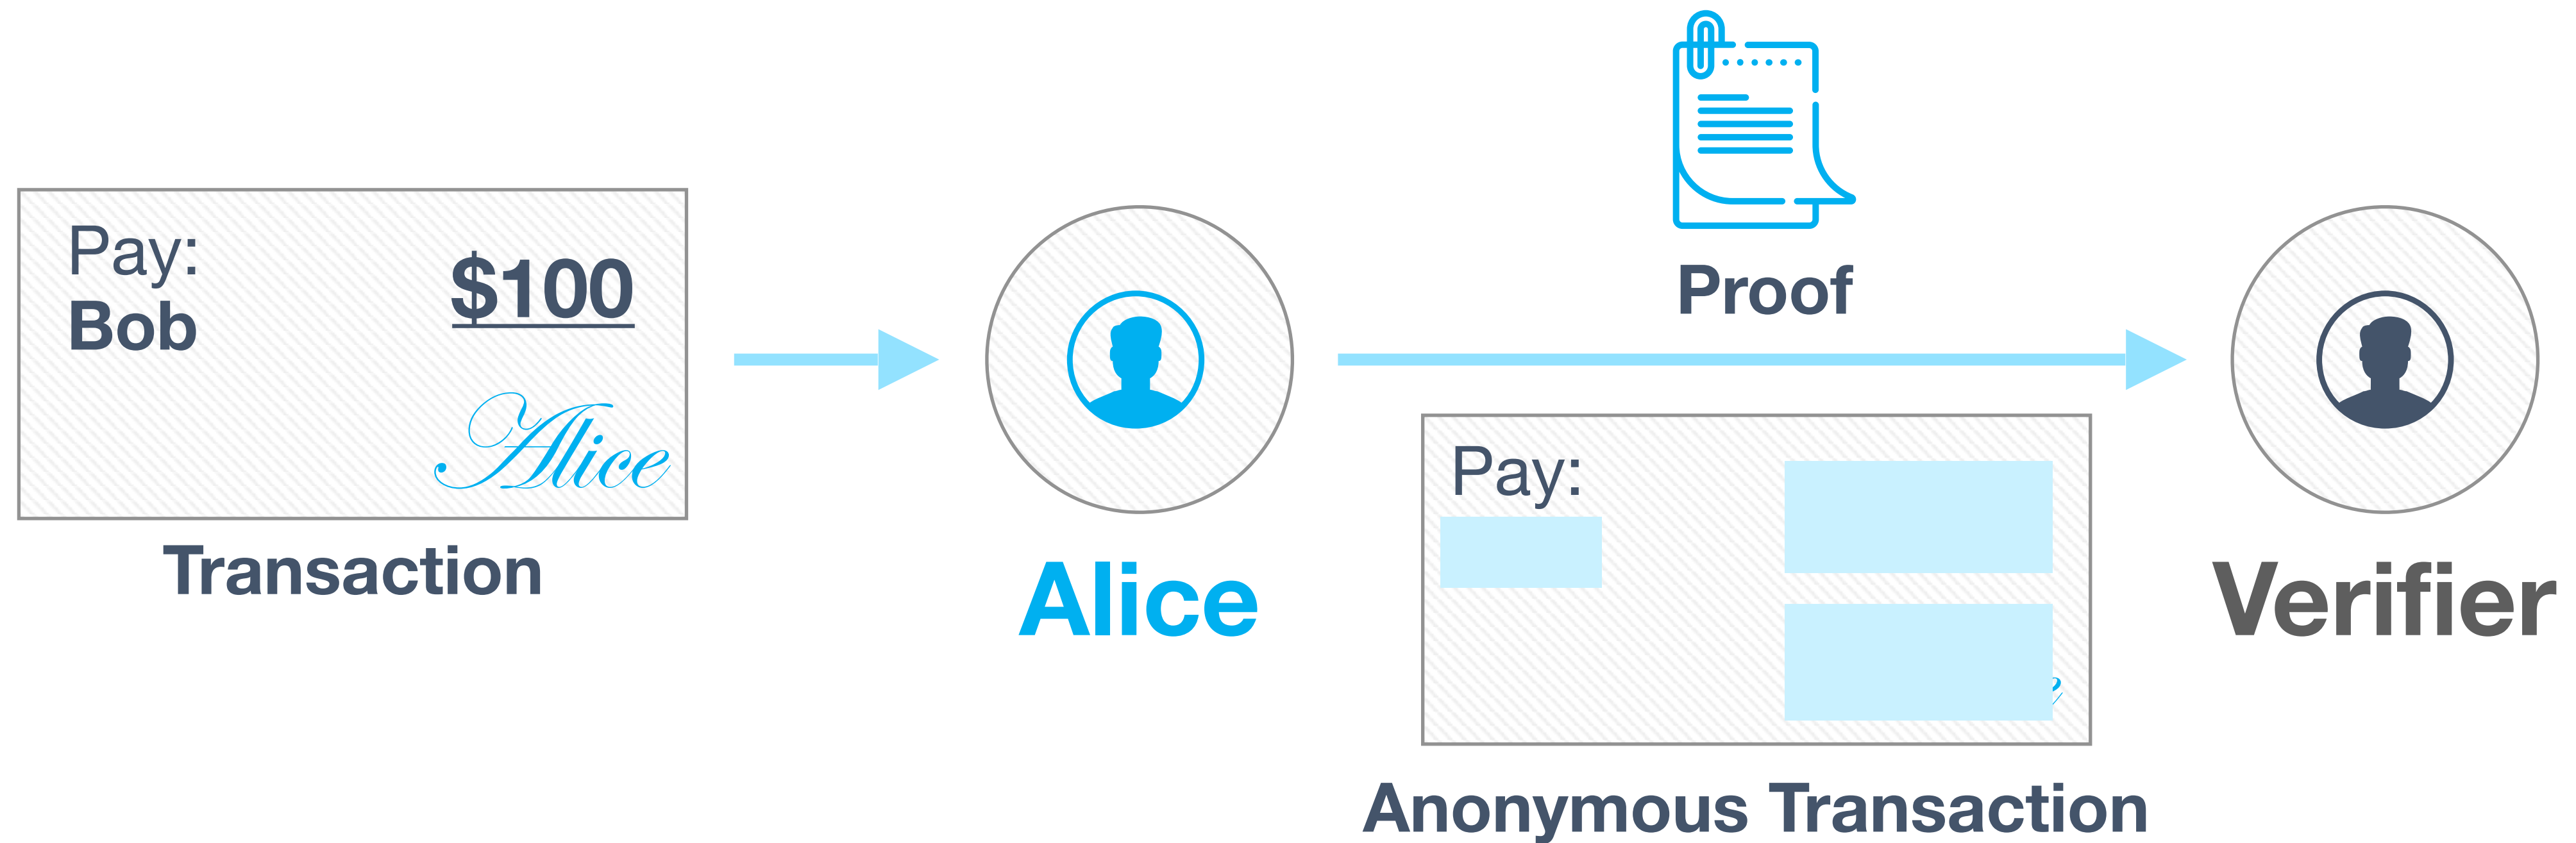 Pay:
Bob
$100
Alice
Transaction
Alice
Proof
Pay:
Anonymous Transaction
Verifier